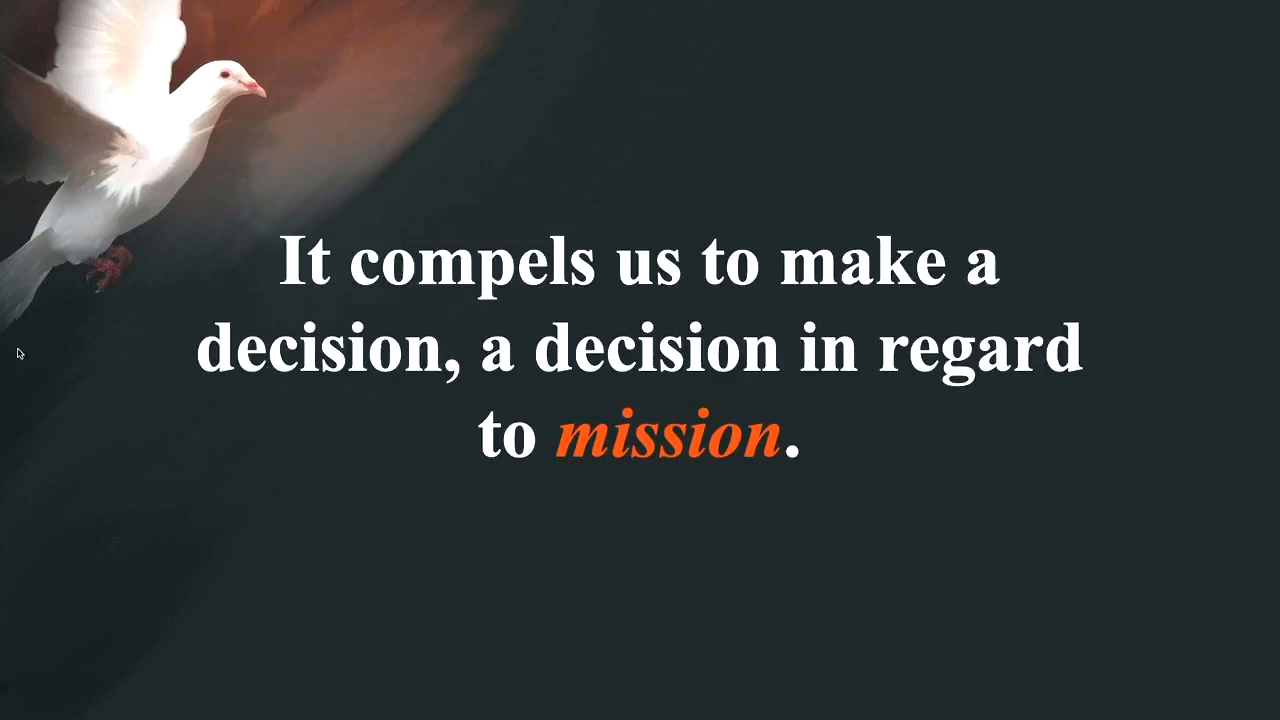 It compels us to make a
decision, a decision in regard
to mission.